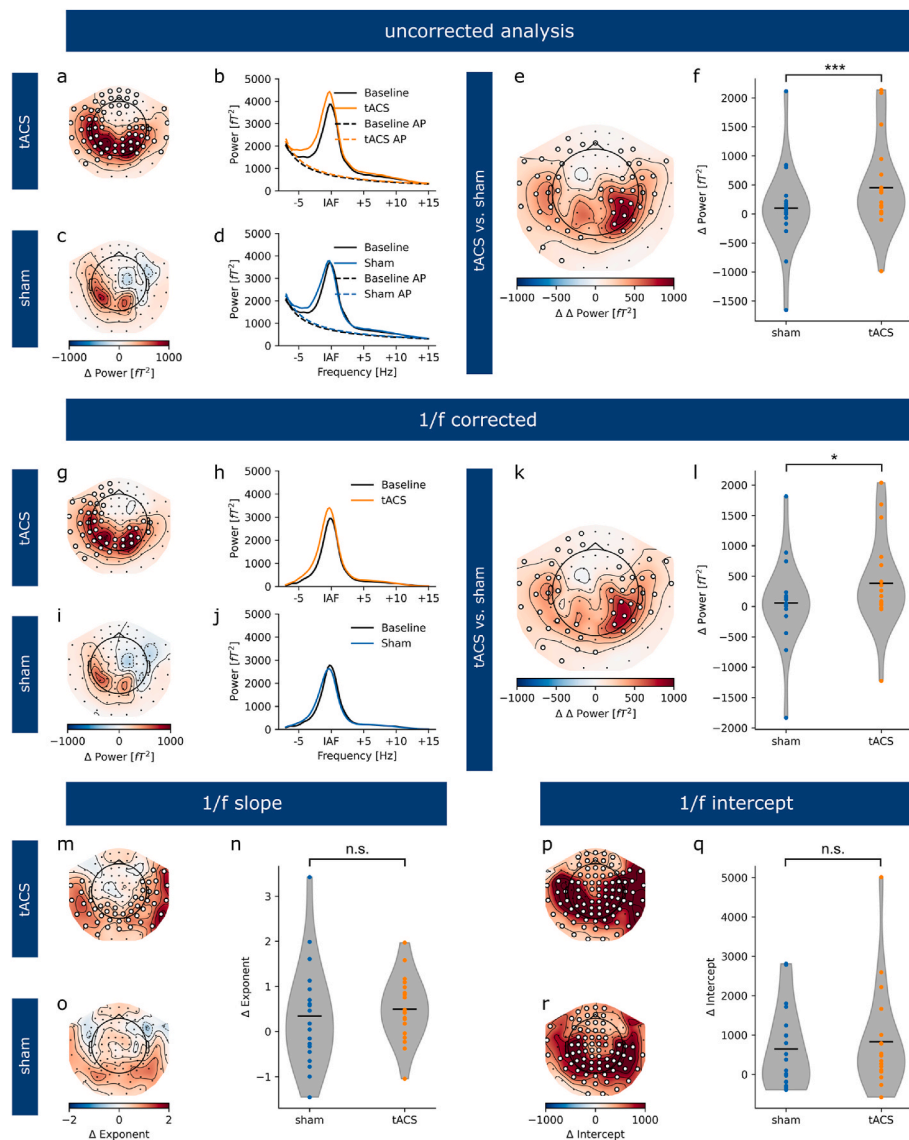 uncorrected analysis
tACS
a
b
5000
4000
3000
2000
1000
0
Power [fT²]
-5
IAF
+5
+10
+15
Baseline
tACS
Baseline AP
tACS AP
sham
c
-1000
0
1000
Δ Power [fT²]
d
5000
4000
3000
2000
1000
0
Power [fT²]
-5
IAF
+5
+10
+15
Frequency [Hz]
Baseline
Sham
Baseline AP
Sham AP
tACS vs. sham
e
-1000
-500
0
500
1000
Δ Δ Power [fT²]
f
***
2000
1500
1000
500
0
−500
−1000
−1500
Δ Power [fT²]
sham
tACS
1/f corrected
tACS
g
h
5000
4000
3000
2000
1000
0
Power [fT²]
-5
IAF
+5
+10
+15
Baseline
tACS
sham
i
-1000
0
1000
Δ Power [fT²]
j
5000
4000
3000
2000
1000
0
Power [fT²]
-5
IAF
+5
+10
+15
Frequency [Hz]
Baseline
Sham
tACS vs. sham
k
-1000
-500
0
500
1000
Δ Δ Power [fT²]
l
*
2000
1500
1000
500
0
−500
−1000
−1500
−2000
Δ Power [fT²]
sham
tACS
1/f slope
tACS
m
sham
o
-2
0
2
Δ Exponent
n
n.s.
3
2
1
0
−1
Δ Exponent
sham
tACS
1/f intercept
tACS
p
sham
r
-1000
0
1000
Δ Intercept
q
n.s.
5000
4000
3000
2000
1000
0
Δ Intercept
sham
tACS